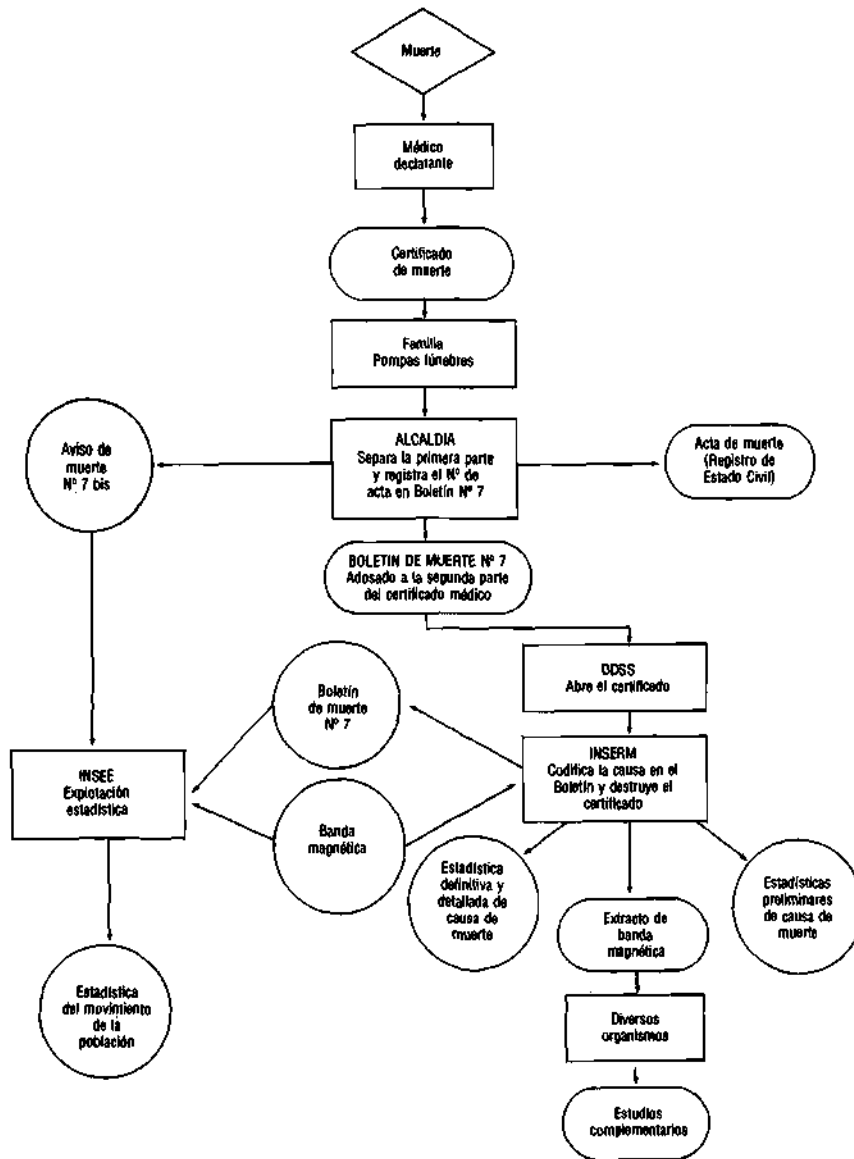 Muerte
Médico
declarante
Certificado
de muerte
Familia
Pompas fúnebres
Aviso de
muerte
Nº 7 bis
ALCALDIA
Separa la primera parte
y registra el Nº de
acta en Boletín Nº 7
Acta de muerte
(Registro de
Estado Civil)
BOLETIN DE MUERTE Nº 7
Adosado a la segunda parte
del certificado médico
DDSS
Abre el certificado
Boletín
de muerte
Nº 7
INSERM
Codifica la causa en el
Boletín y destruye el
certificado
INSEE
Explotación
estadística
Banda
magnética
Estadística
definitiva y
detallada de
causa de
muerte
Extracto de
banda
magnética
Estadísticas
preliminares
de causa de
muerte
Estadística
del movimiento
de la
población
Diversos
organismos
Estudios
complementarios